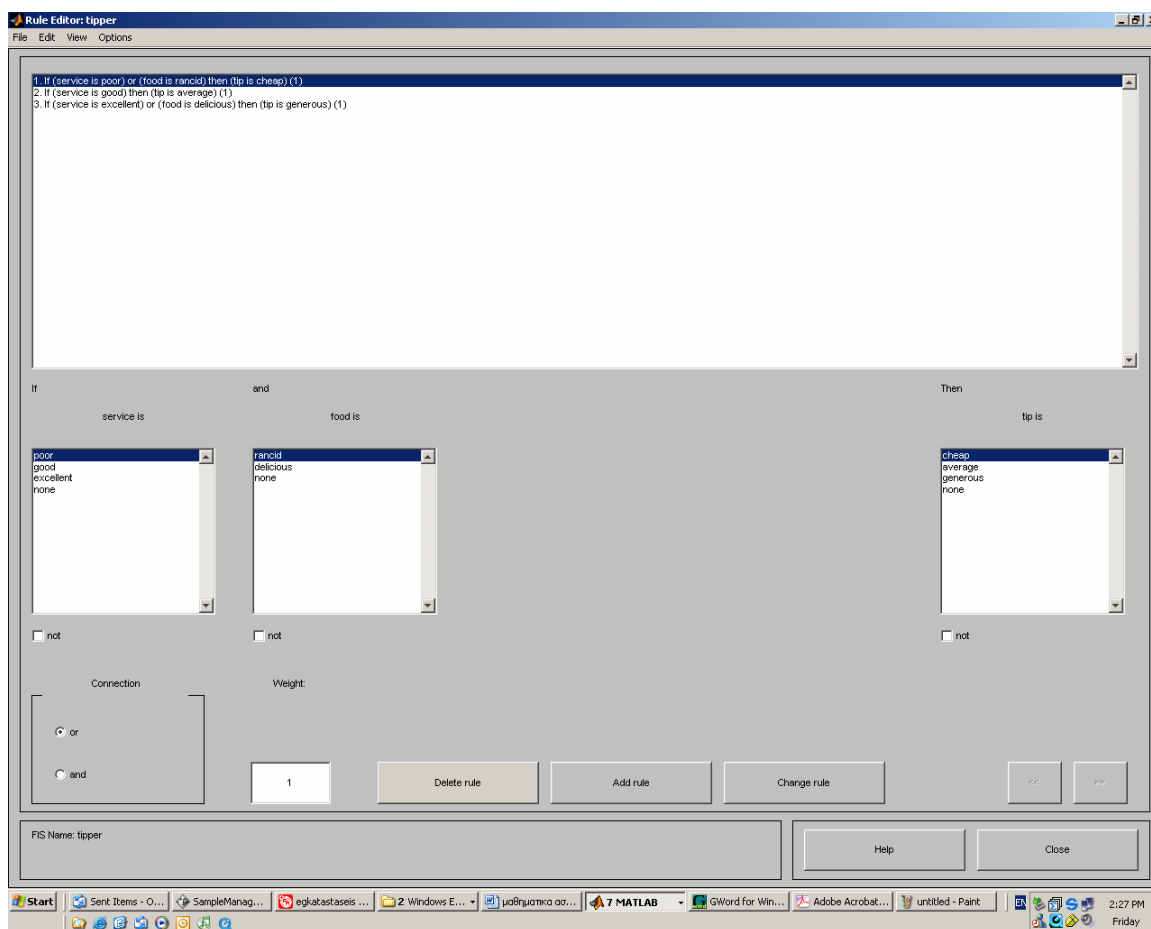 Rule Editor: tipper
File Edit View Options
1. If (service is poor) or (food is rancid) then (tip is cheap) (1)
2. If (service is good) then (tip is average) (1)
3. If (service is excellent) or (food is delicious) then (tip is generous) (1)
If and Then
service is food is tip is
poor rancid cheap
good delicious average
excellent none generous
none none
not not not
Connection Weight:
or
and 1 Delete rule Add rule Change rule << >>
FIS Name: tipper Help Close
Start Sent Items - O... SampleManag... egkatastaseis ... 2 Windows E... μαθηματικα ασ... 7 MATLAB GWord for Win... Adobe Acrobat... untitled - Paint EN 2:27 PM
Friday